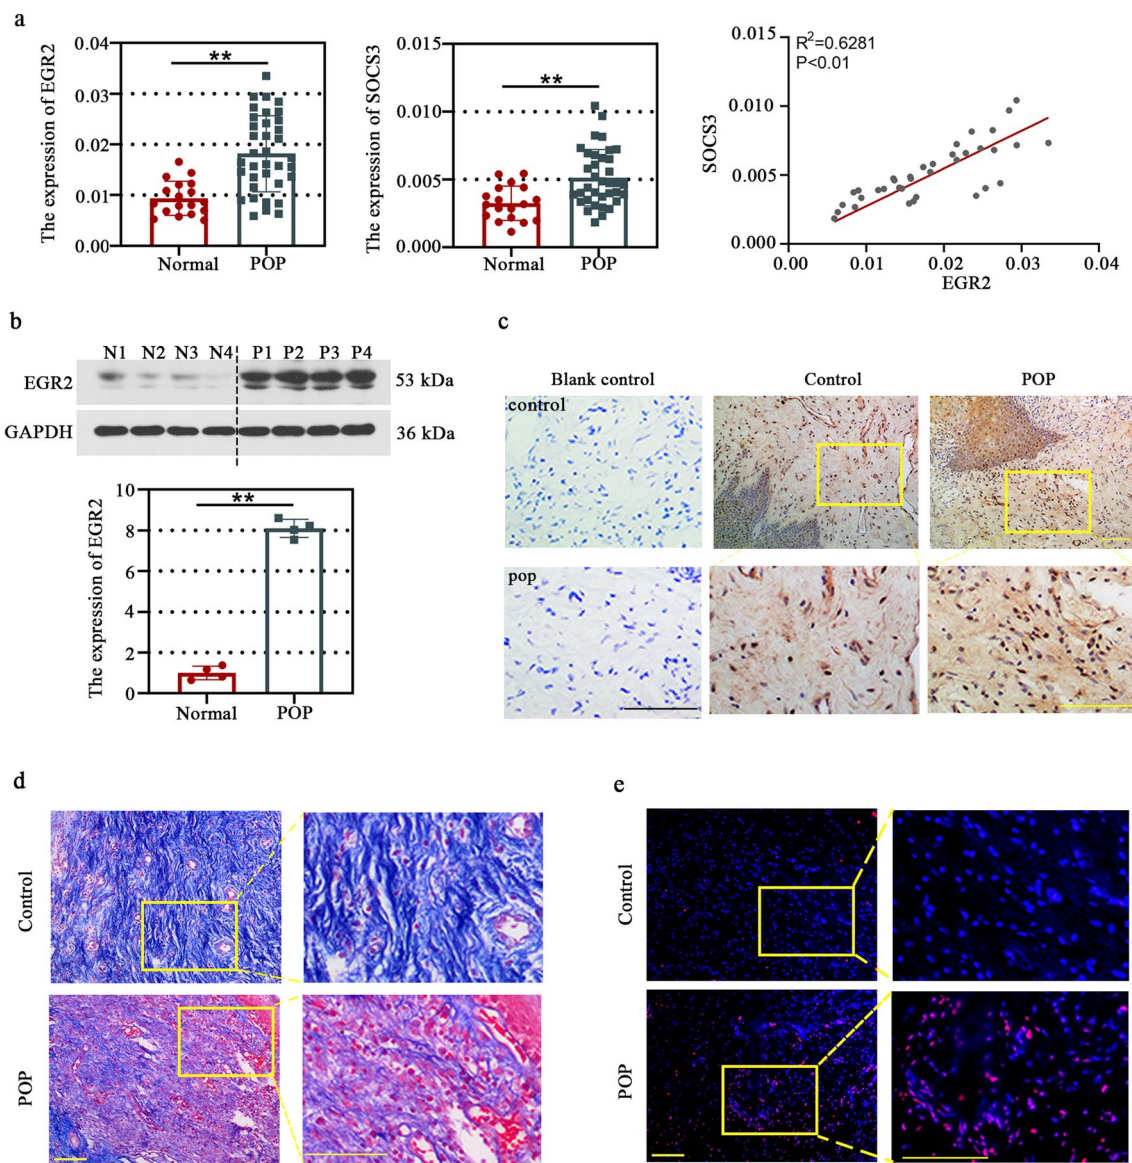 a
The expression of EGR2
0.04
0.03
0.02
0.01
0.00
**
Normal
POP
The expression of SOCS3
0.015
0.010
0.005
0.000
**
Normal
POP
SOCS3
0.015
0.010
0.005
0.000
R²=0.6281
P<0.01
0.00
0.01
0.02
0.03
0.04
EGR2
b
N1 N2 N3 N4 P1 P2 P3 P4
EGR2
53 kDa
GAPDH
36 kDa
The expression of EGR2
10
8
6
4
2
0
**
Normal
POP
c
Blank control
Control
POP
control
pop
d
Control
POP
e
Control
POP